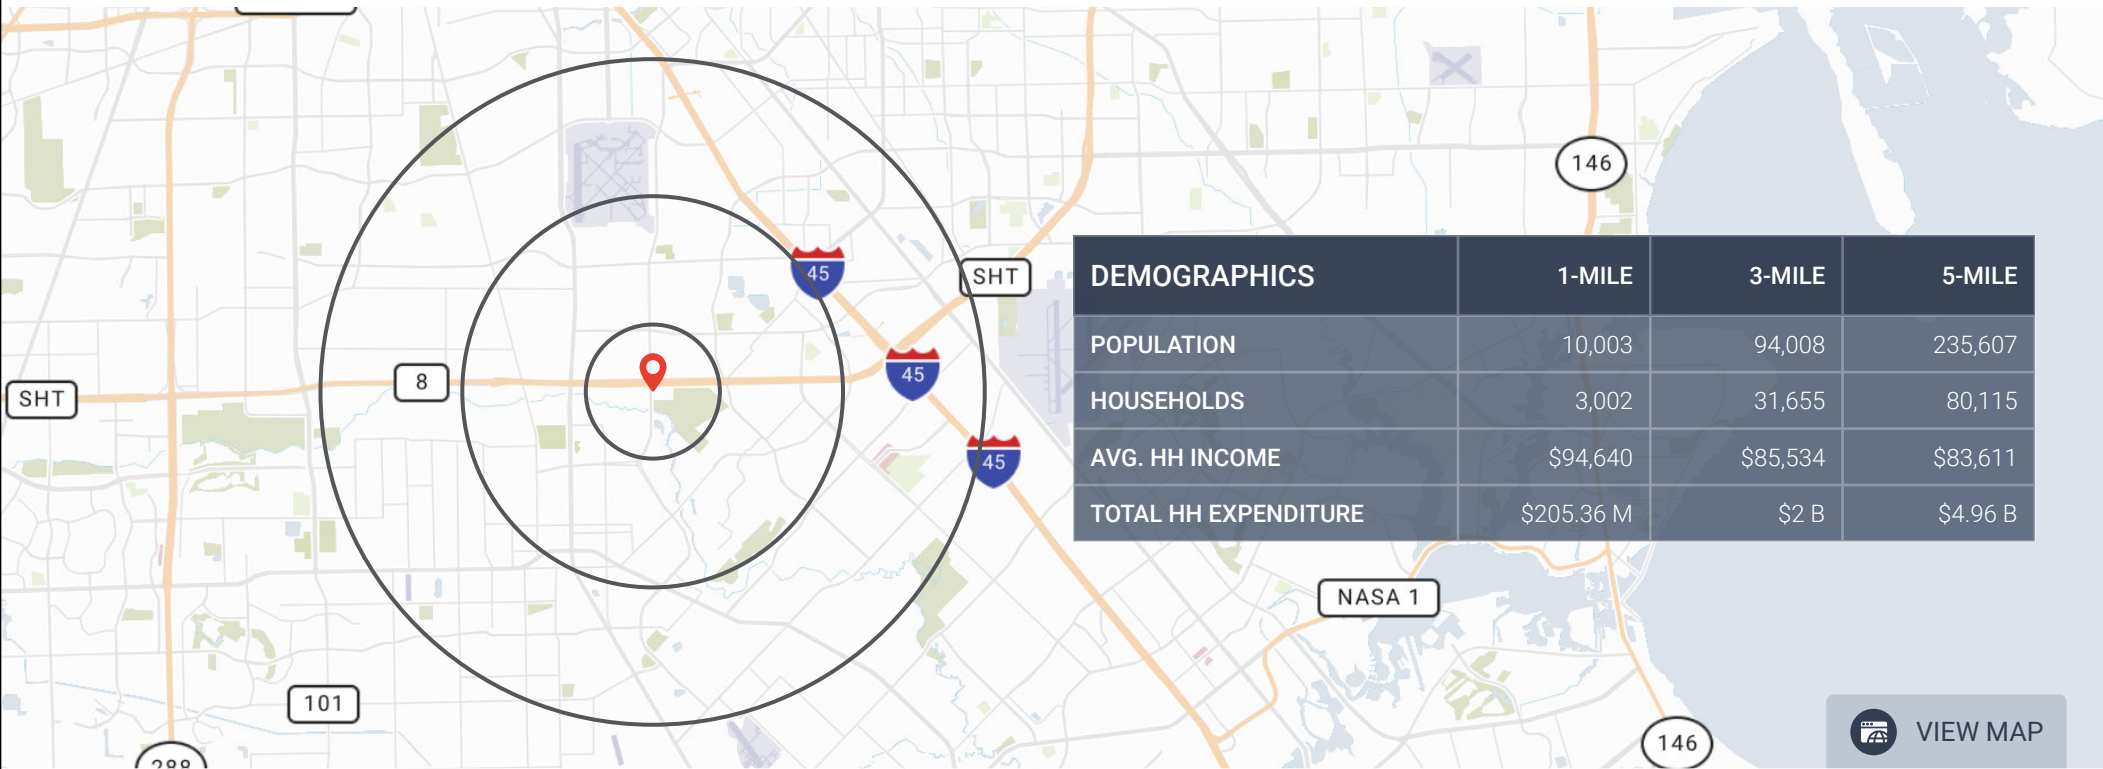 146
45
SHT
DEMOGRAPHICS 1-MILE 3-MILE 5-MILE
POPULATION 10,003 94,008 235,607
8
45
SHT
HOUSEHOLDS 3,002 31,655 80,115
45
AVG. HH INCOME $94,640 $85,534 $83,611
TOTAL HH EXPENDITURE $205.36 M $2 B $4.96 B
NASA 1
101
VIEW MAP
146
288